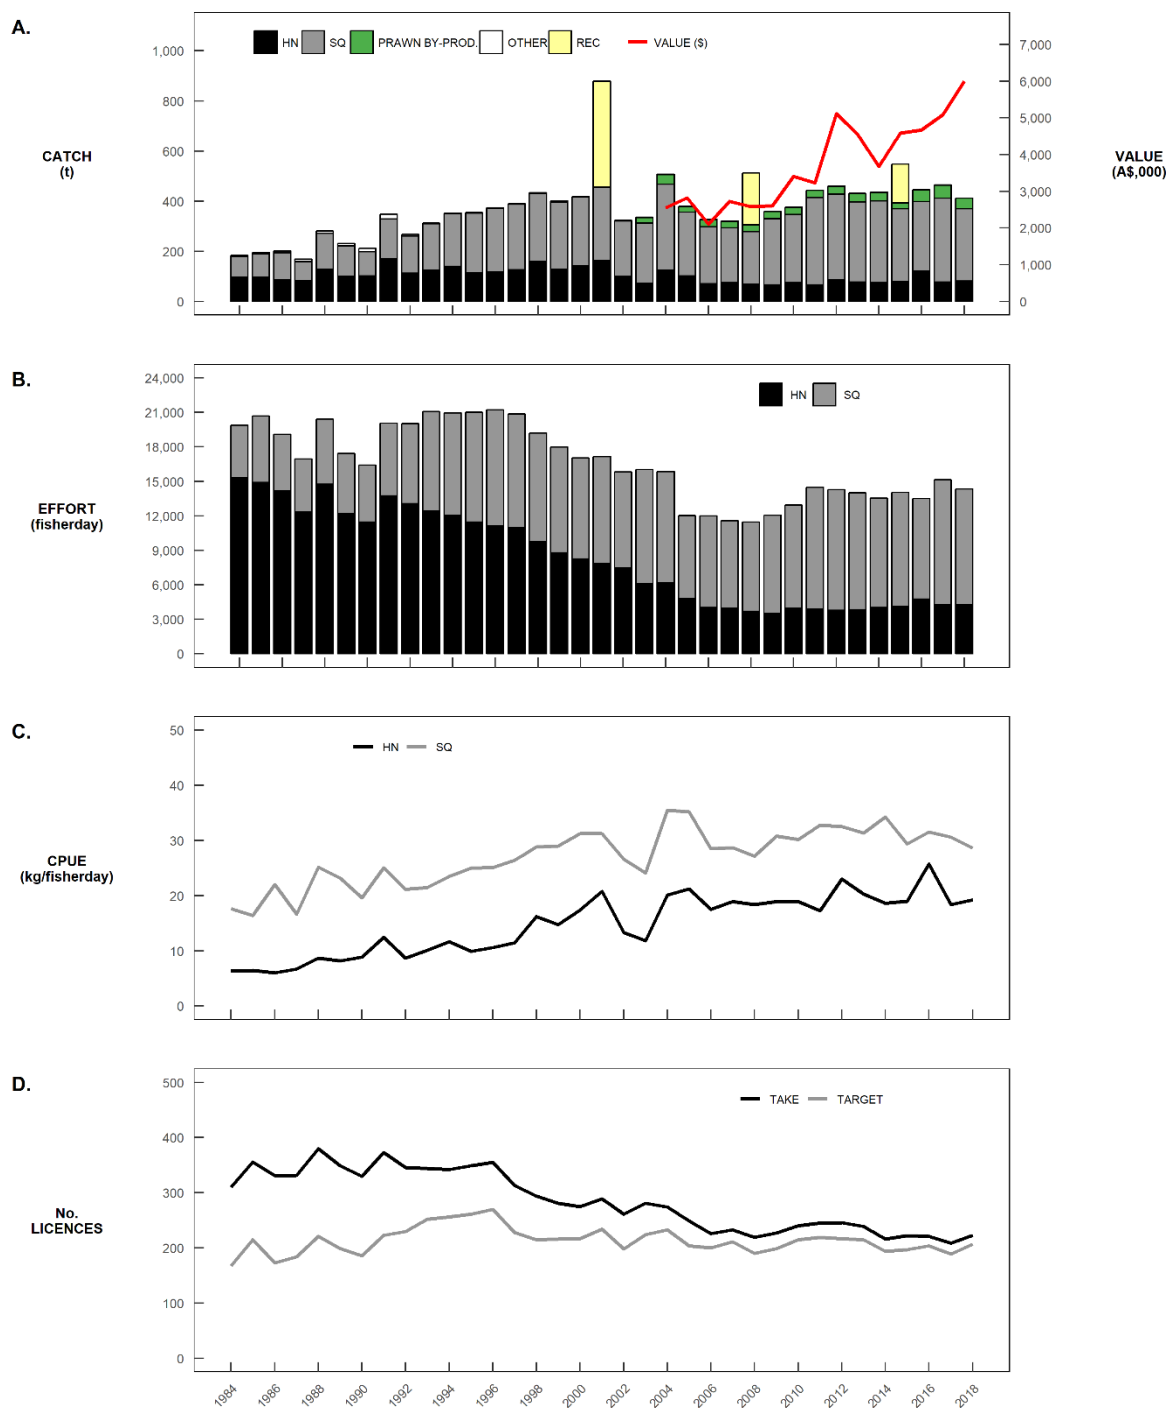 A.
HN SQ PRAWN BY-PROD. OTHER REC VALUE ($)
1,000
800
600
400
200
0
CATCH
(t)
7,000
6,000
5,000
4,000
3,000
2,000
1,000
0
VALUE
(A$,000)
B.
HN SQ
24,000
21,000
18,000
15,000
12,000
9,000
6,000
3,000
0
EFFORT
(fisherday)
C.
HN SQ
50
40
30
20
10
0
CPUE
(kg/fisherday)
D.
TAKE TARGET
500
400
300
200
100
0
No.
LICENCES
1984 1986 1988 1990 1992 1994 1996 1998 2000 2002 2004 2006 2008 2010 2012 2014 2016 2018